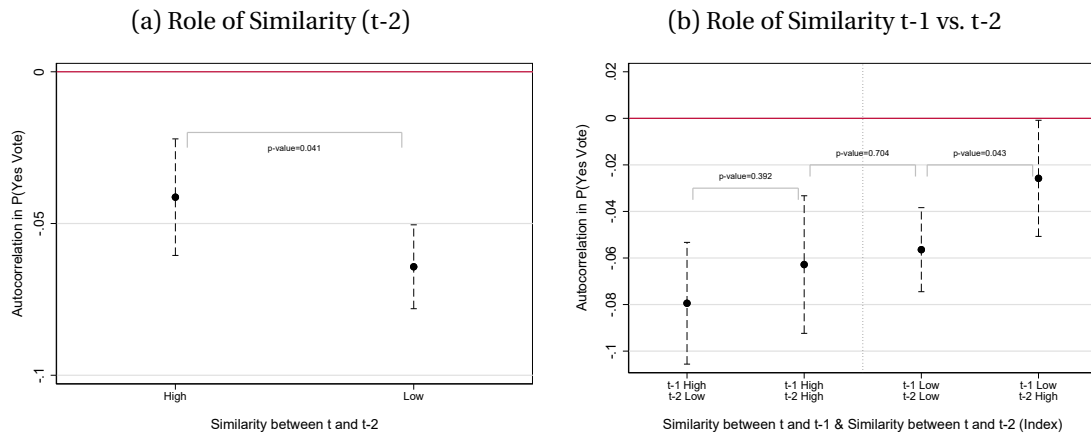 (a) Role of Similarity (t-2)
Autocorrelation in P(Yes Vote)
0
-.05
-.1
p-value=0.041
High
Low
Similarity between t and t-2
(b) Role of Similarity t-1 vs. t-2
Autocorrelation in P(Yes Vote)
.02
0
-.02
-.04
-.06
-.08
-.1
p-value=0.392
p-value=0.704
p-value=0.043
t-1 High
t-2 Low
t-1 High
t-2 High
t-1 Low
t-2 Low
t-1 Low
t-2 High
Similarity between t and t-1 & Similarity between t and t-2 (Index)